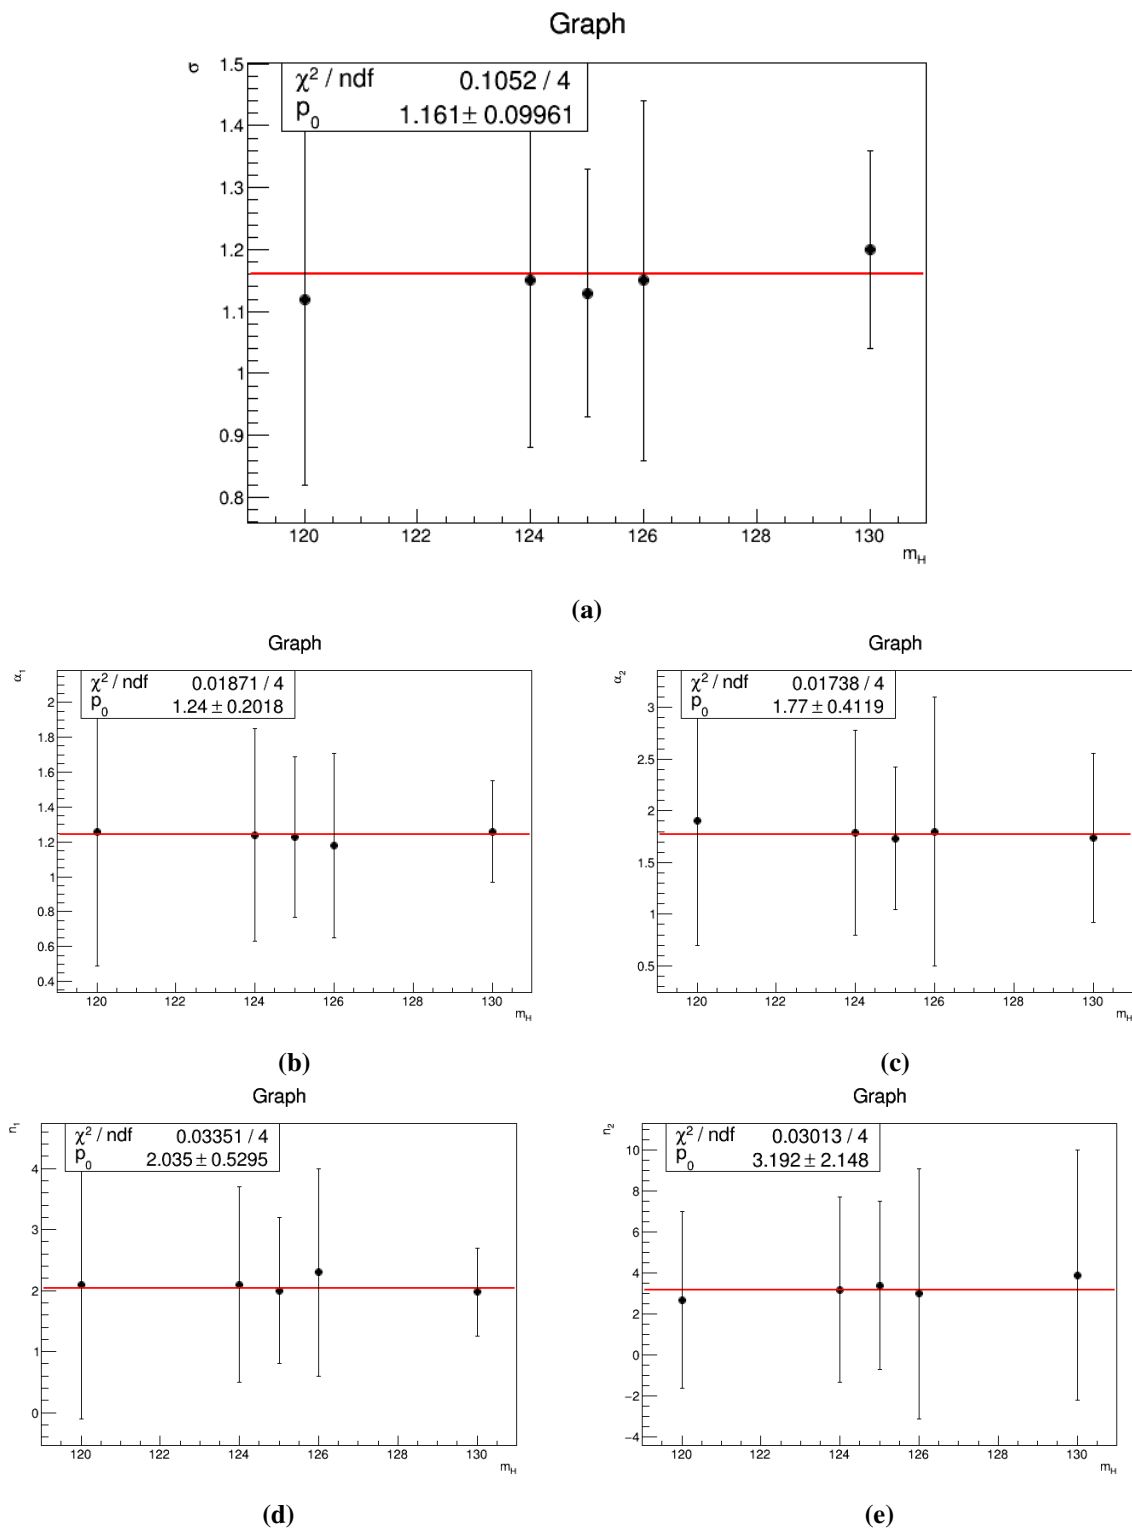 Graph
σ
χ² / ndf 0.1052 / 4
p₀ 1.161 ± 0.09961
1.5
1.4
1.3
1.2
1.1
1
0.9
0.8
120 122 124 126 128 130
m_H
(a)
Graph
α₁
χ² / ndf 0.01871 / 4
p₀ 1.24 ± 0.2018
2
1.8
1.6
1.4
1.2
1
0.8
0.6
0.4
120 122 124 126 128 130
m_H
(b)
Graph
α₂
χ² / ndf 0.01738 / 4
p₀ 1.77 ± 0.4119
3
2.5
2
1.5
1
0.5
120 122 124 126 128 130
m_H
(c)
Graph
n₁
χ² / ndf 0.03351 / 4
p₀ 2.035 ± 0.5295
4
3
2
1
0
120 122 124 126 128 130
m_H
(d)
Graph
n₂
χ² / ndf 0.03013 / 4
p₀ 3.192 ± 2.148
10
8
6
4
2
0
−2
−4
120 122 124 126 128 130
m_H
(e)